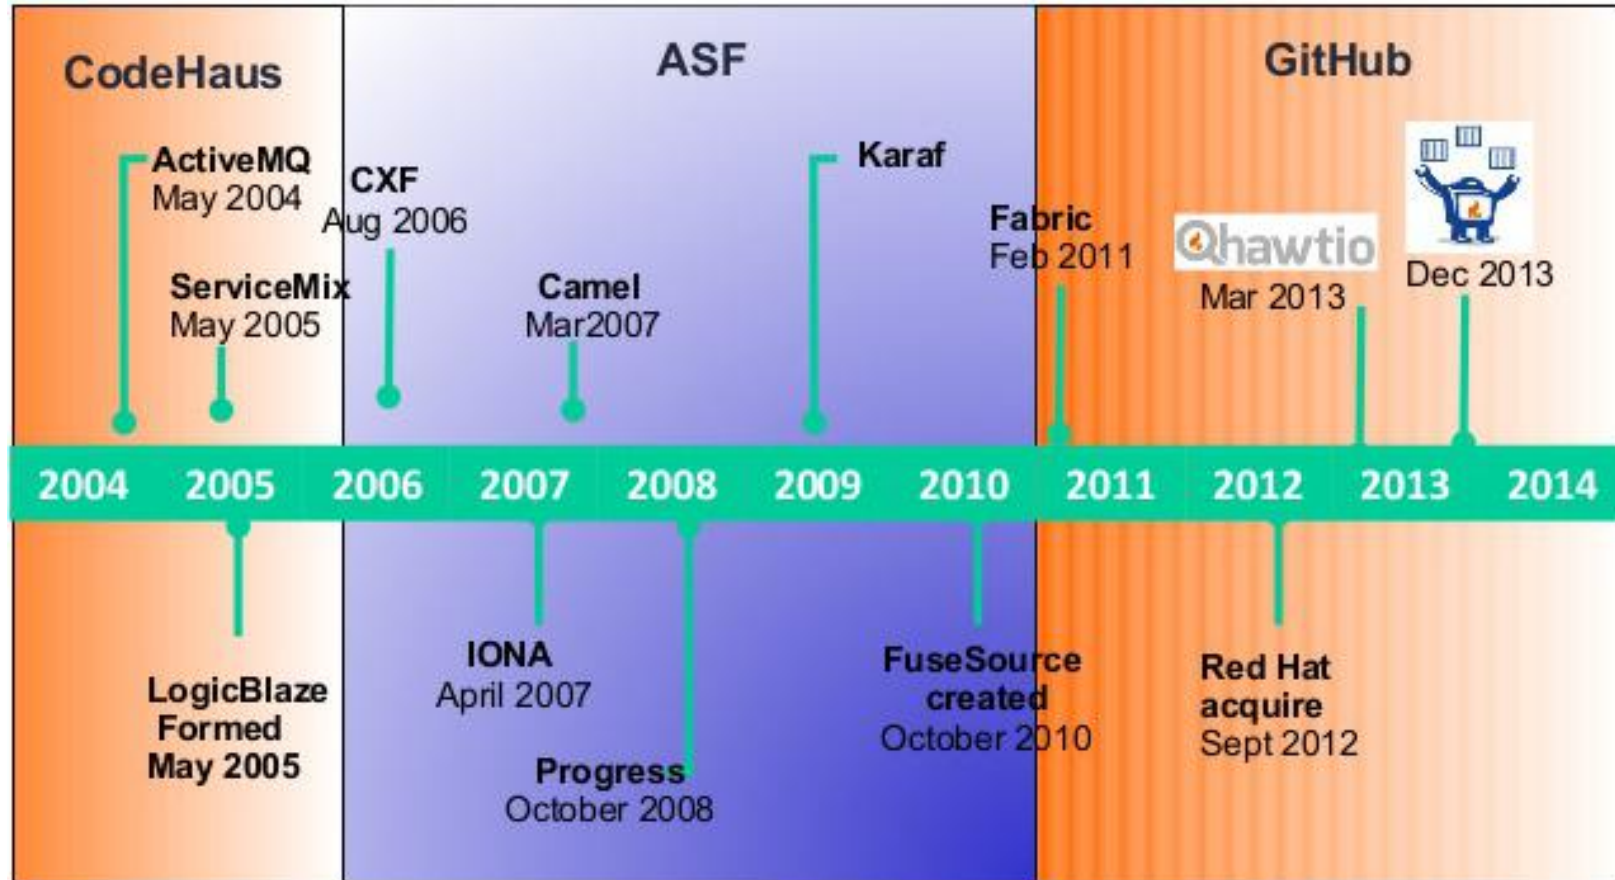 CodeHaus
ASF
GitHub
ActiveMQ
May 2004
CXF
Aug 2006
ServiceMix
May 2005
Camel
Mar2007
Karaf
Fabric
Feb 2011
hawtio
Mar 2013
Dec 2013
2004 2005 2006 2007 2008 2009 2010 2011 2012 2013 2014
LogicBlaze
Formed
May 2005
IONA
April 2007
Progress
October 2008
FuseSource
created
October 2010
Red Hat
acquire
Sept 2012